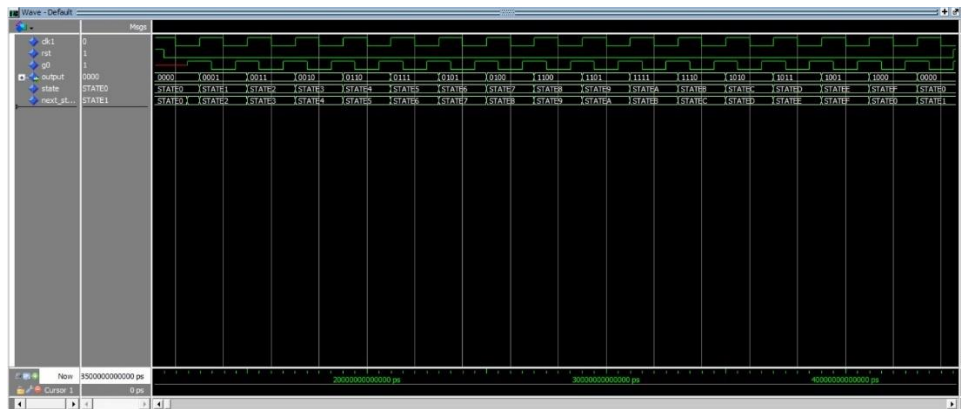 Wave - Default
Msgs
clk1 0
rst 1
g0 1
output 0000 0000 0001 0011 0010 0110 0111 0101 0100 1100 1101 1111 1110 1010 1011 1001 1000 0000
state STATE0 STATE0 STATE1 STATE2 STATE3 STATE4 STATE5 STATE6 STATE7 STATE8 STATE9 STATEA STATEB STATEC STATED STATEE STATEF STATE0
next_st... STATE1 STATE0 STATE2 STATE3 STATE4 STATE5 STATE6 STATE7 STATE8 STATE9 STATEA STATEB STATEC STATED STATEE STATEF STATE0 STATE1
Now 3500000000000 ps
20000000000000 ps 30000000000000 ps 40000000000000 ps
Cursor 1 0 ps